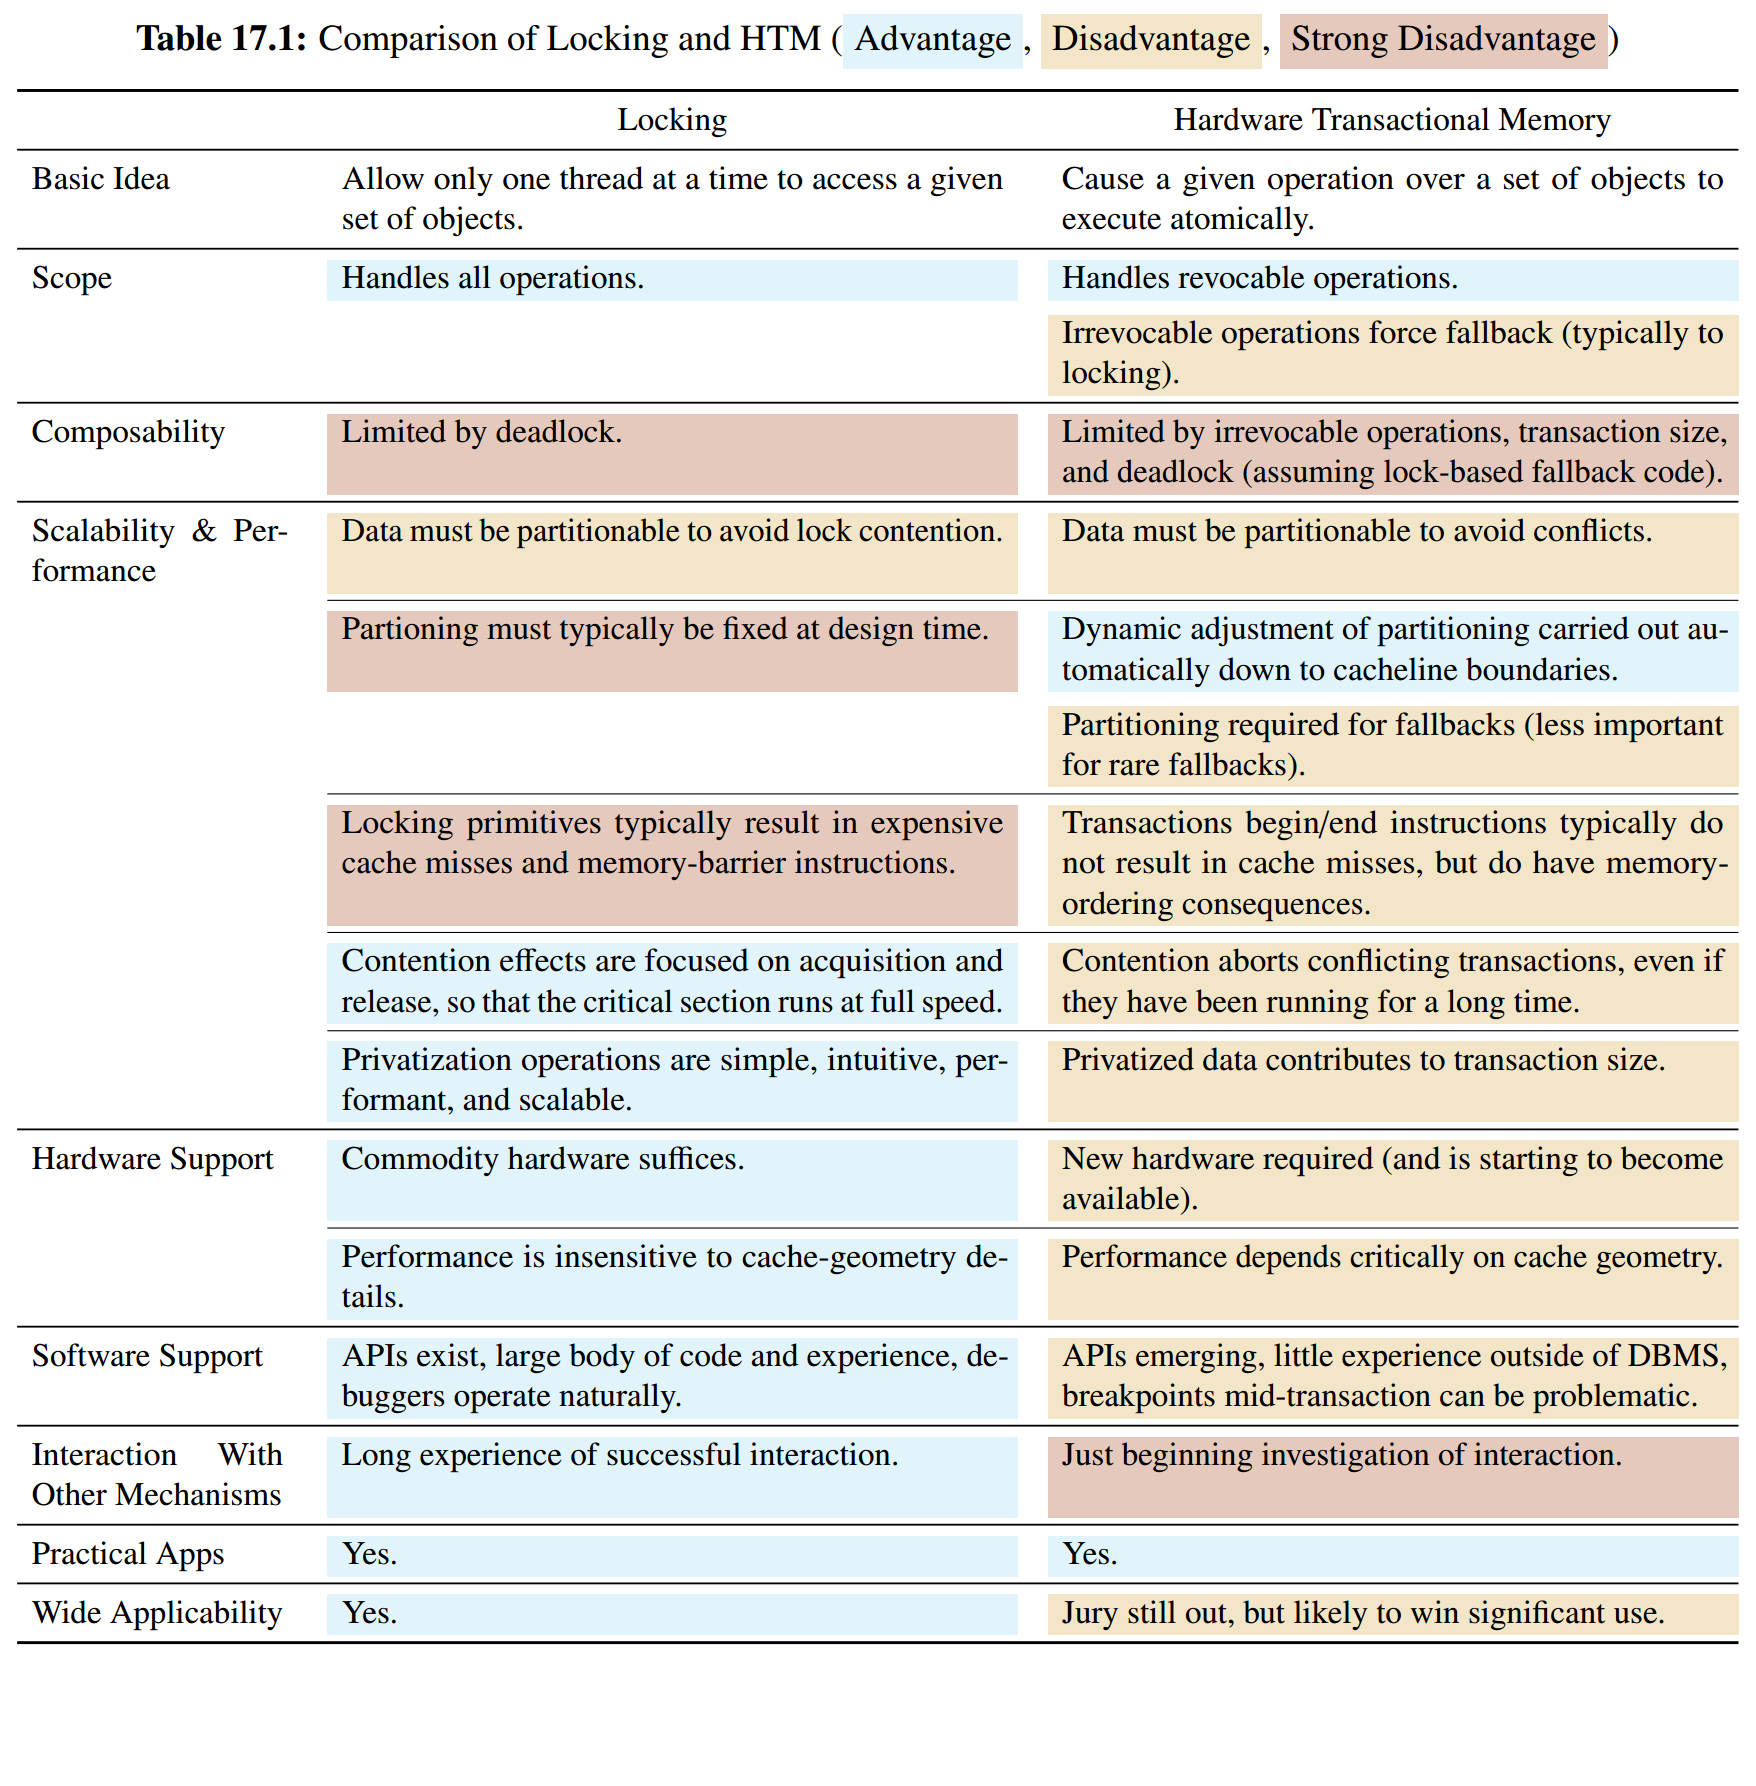 Table 17.1: Comparison of Locking and HTM ( Advantage , Disadvantage , Strong Disadvantage )
Locking
Hardware Transactional Memory
Basic Idea
Allow only one thread at a time to access a given
set of objects.
Cause a given operation over a set of objects to
execute atomically.
Scope
Handles all operations.
Handles revocable operations.
Irrevocable operations force fallback (typically to
locking).
Composability
Limited by deadlock.
Limited by irrevocable operations, transaction size,
and deadlock (assuming lock-based fallback code).
Scalability & Per-
formance
Data must be partitionable to avoid lock contention.
Data must be partitionable to avoid conflicts.
Partioning must typically be fixed at design time.
Dynamic adjustment of partitioning carried out au-
tomatically down to cacheline boundaries.
Partitioning required for fallbacks (less important
for rare fallbacks).
Locking primitives typically result in expensive
cache misses and memory-barrier instructions.
Transactions begin/end instructions typically do
not result in cache misses, but do have memory-
ordering consequences.
Contention effects are focused on acquisition and
release, so that the critical section runs at full speed.
Contention aborts conflicting transactions, even if
they have been running for a long time.
Privatization operations are simple, intuitive, per-
formant, and scalable.
Privatized data contributes to transaction size.
Hardware Support
Commodity hardware suffices.
New hardware required (and is starting to become
available).
Performance is insensitive to cache-geometry de-
tails.
Performance depends critically on cache geometry.
Software Support
APIs exist, large body of code and experience, de-
buggers operate naturally.
APIs emerging, little experience outside of DBMS,
breakpoints mid-transaction can be problematic.
Interaction With
Other Mechanisms
Long experience of successful interaction.
Just beginning investigation of interaction.
Practical Apps
Yes.
Yes.
Wide Applicability
Yes.
Jury still out, but likely to win significant use.